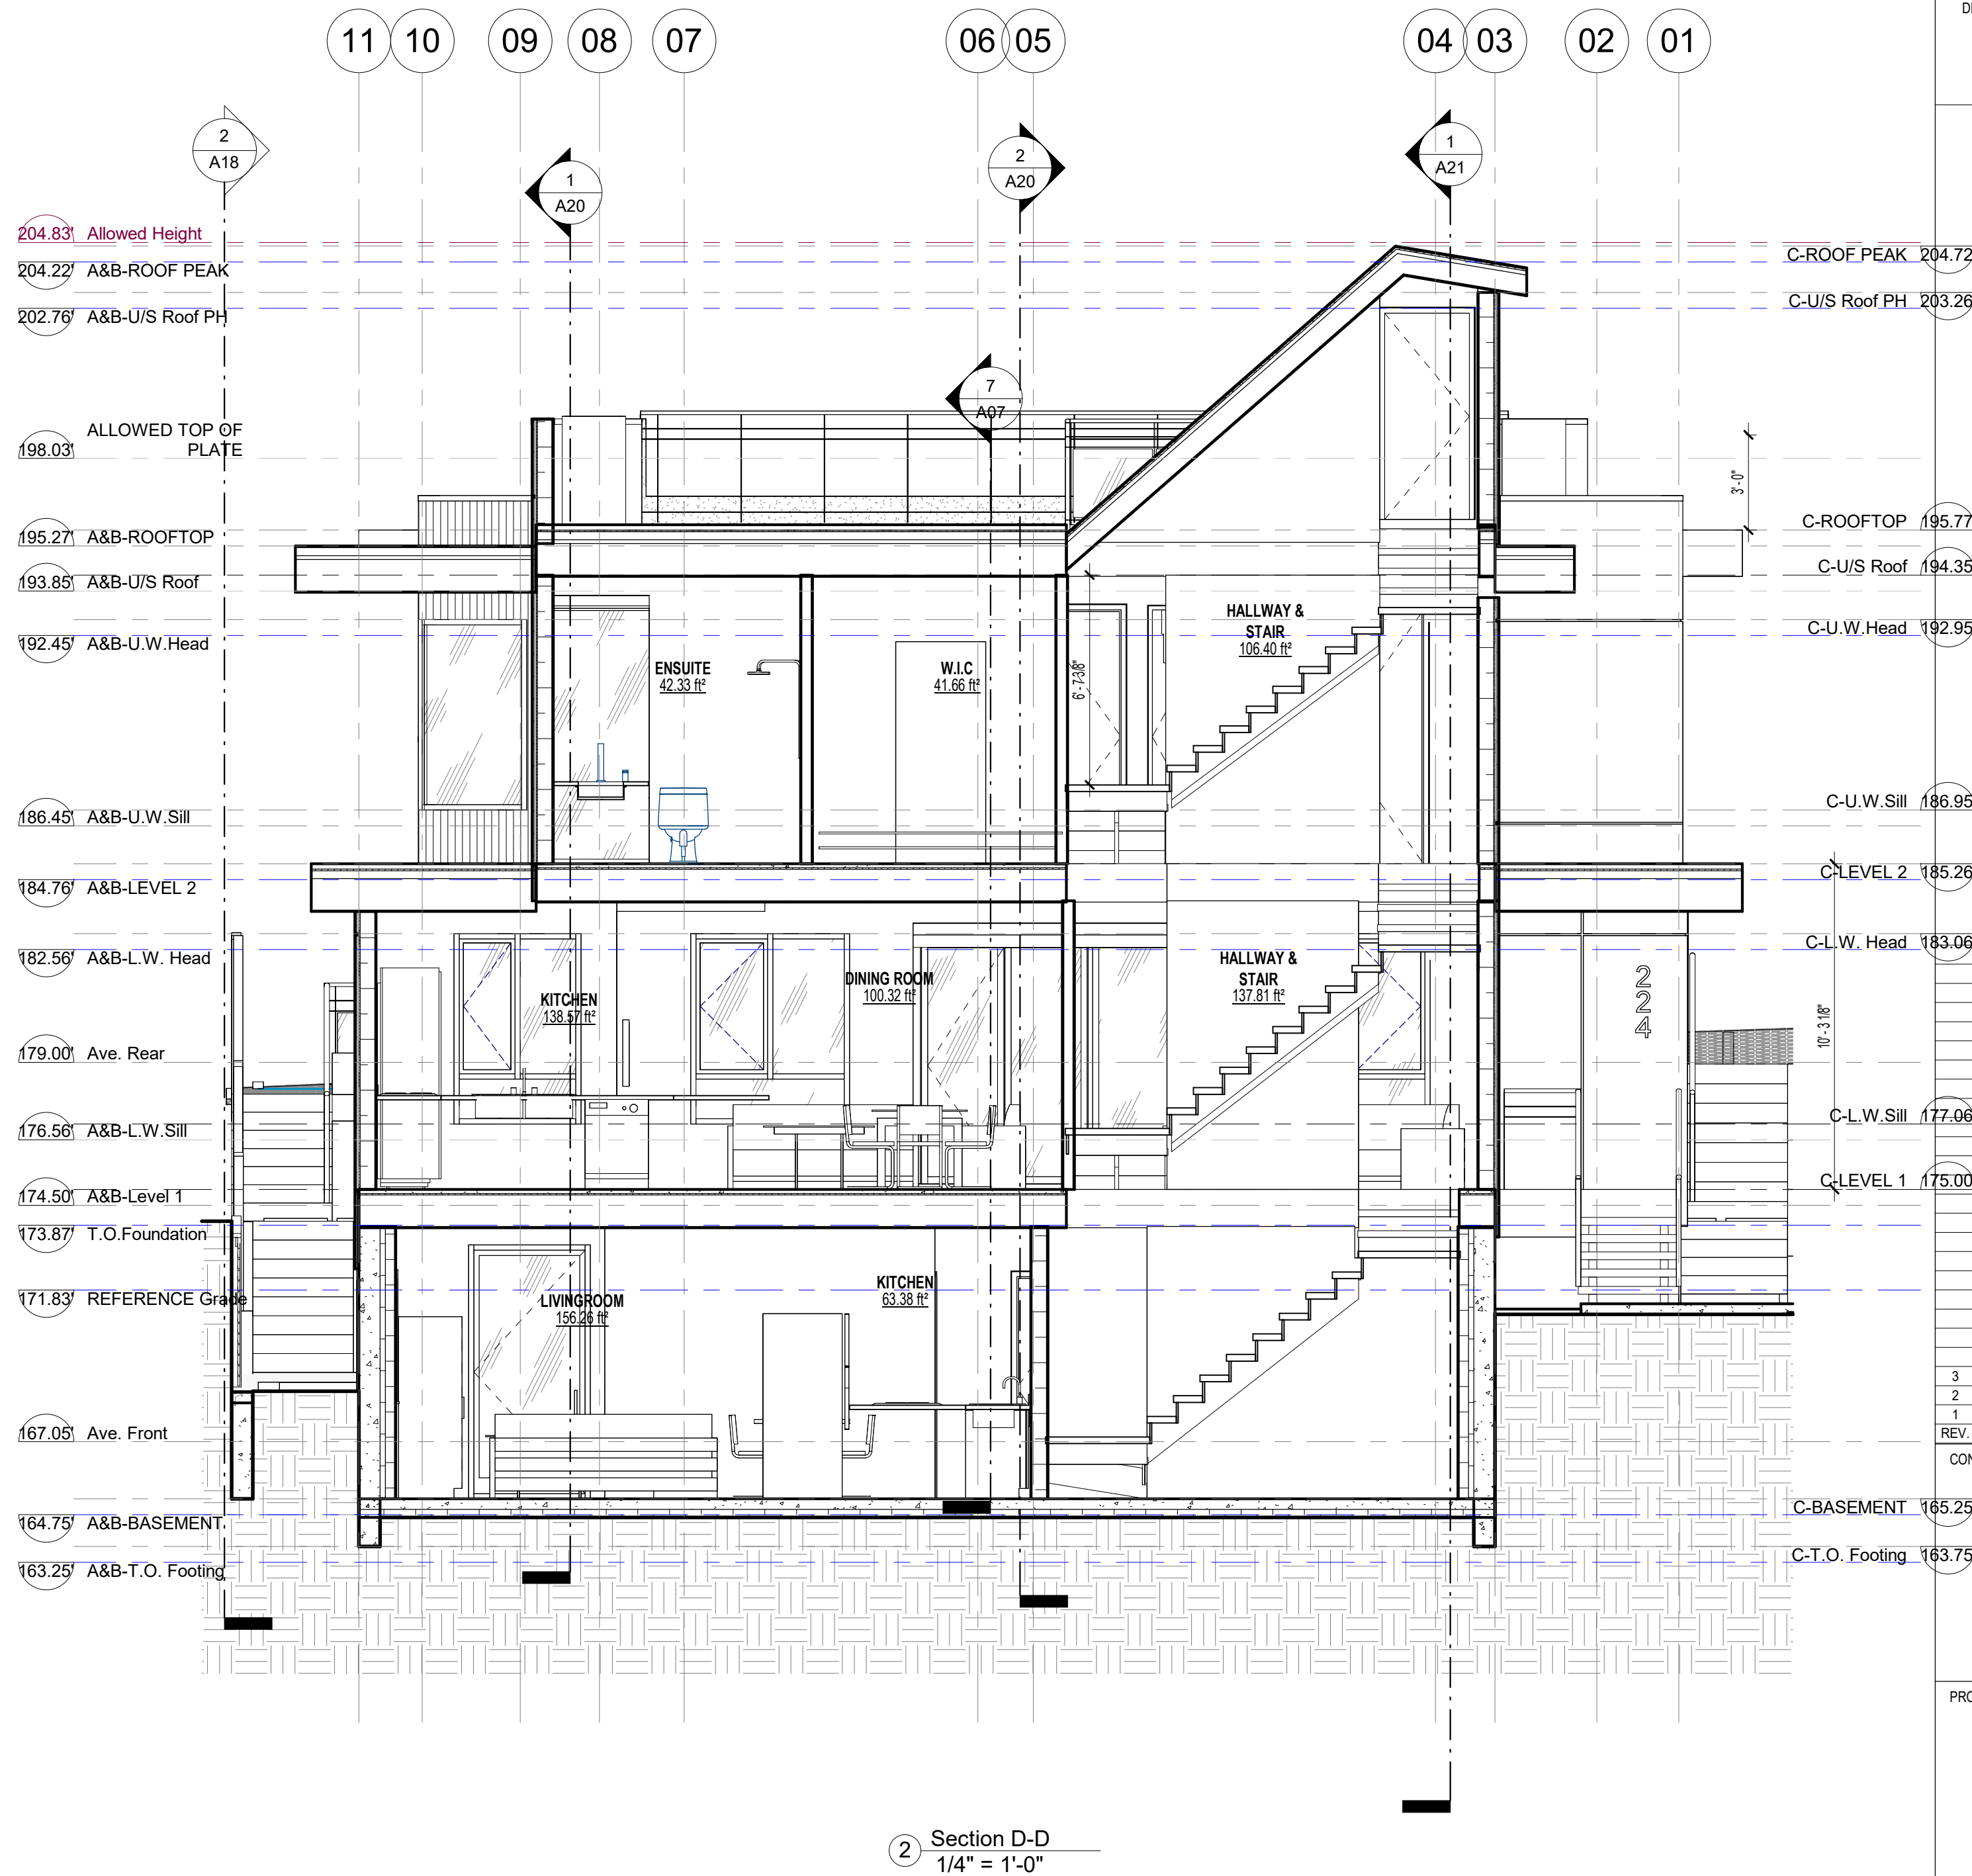 DI
11 10 09 08 07 06 05 04 03 02 01
2
A18
1
A20
2
A20
1
A21
7
A07
204.83' Allowed Height
204.22' A&B-ROOF PEAK
202.76' A&B-U/S Roof PH
ALLOWED TOP OF
198.03' PLATE
195.27' A&B-ROOFTOP
193.85' A&B-U/S Roof
192.45' A&B-U.W.Head
186.45' A&B-U.W.Sill
184.76' A&B-LEVEL 2
182.56' A&B-L.W. Head
179.00' Ave. Rear
176.56' A&B-L.W.Sill
174.50' A&B-Level 1
173.87' T.O.Foundation
171.83' REFERENCE Grade
167.05' Ave. Front
164.75' A&B-BASEMENT
163.25' A&B-T.O. Footing
ENSUITE
42.33 ft²
W.I.C
41.66 ft²
6' - 7 3/8"
HALLWAY &
STAIR
106.40 ft²
KITCHEN
138.57 ft²
DINING ROOM
100.32 ft²
HALLWAY &
STAIR
137.81 ft²
LIVINGROOM
156.26 ft²
KITCHEN
63.38 ft²
224
3' - 0"
10' - 3 1/8"
C-ROOF PEAK 204.72
C-U/S Roof PH 203.26
C-ROOFTOP 195.77
C-U/S Roof 194.35
C-U.W.Head 192.95
C-U.W.Sill 186.95
C-LEVEL 2 185.26
C-L.W. Head 183.06
C-L.W.Sill 177.06
C-LEVEL 1 175.00
C-BASEMENT 165.25
C-T.O. Footing 163.75
3
2
1
REV.
CON
PRO
2 Section D-D
1/4" = 1'-0"